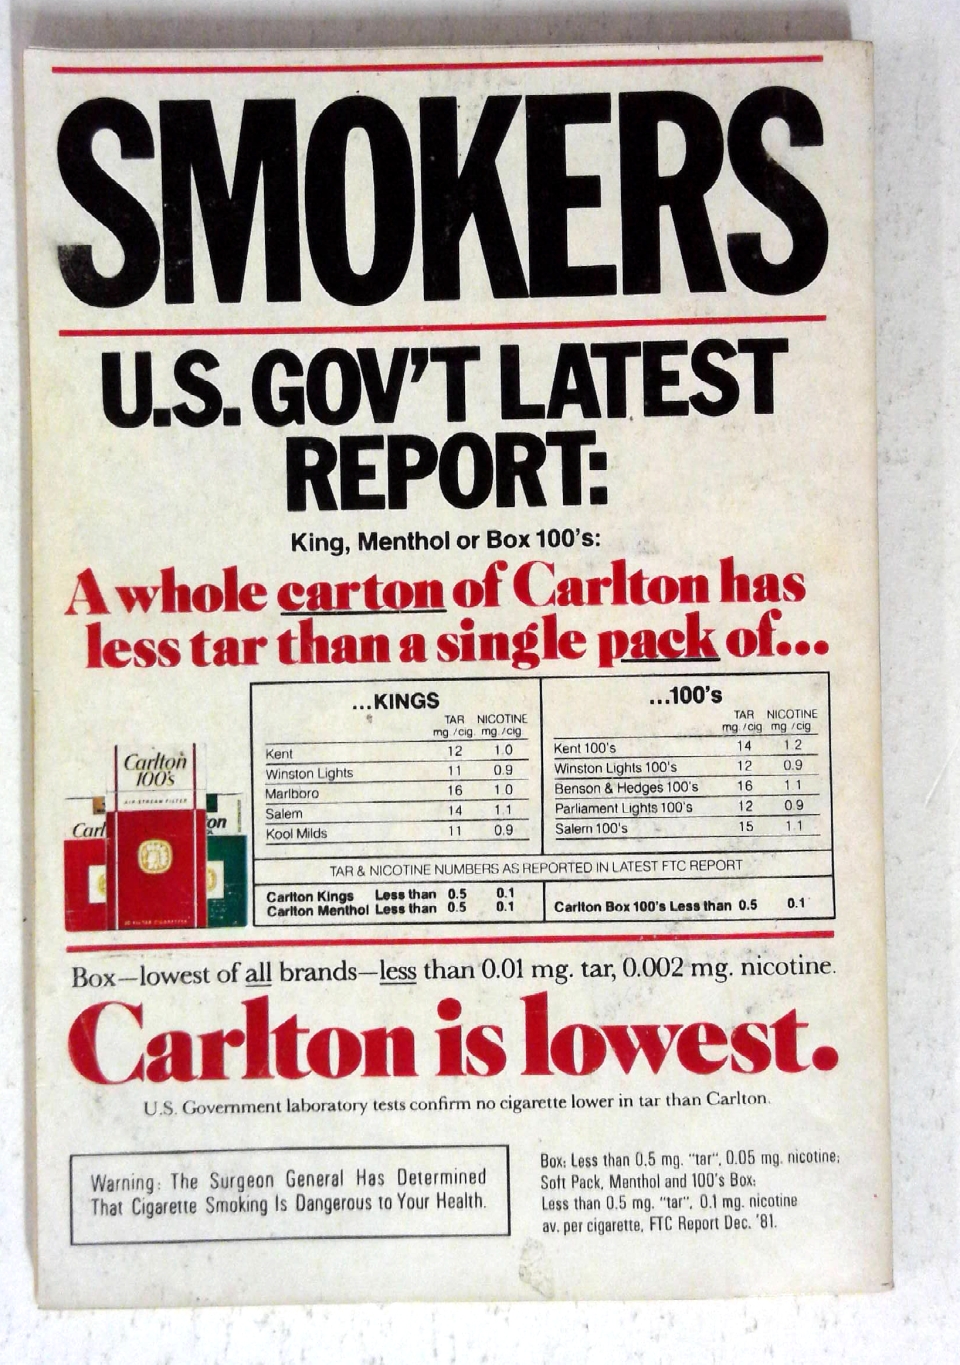 SMOKERS
U.S. GOV'T LATEST
REPORT:
King, Menthol or Box 100's:
A whole carton of Carlton has
less tar than a single pack of...
...KINGS
TAR NICOTINE
mg./cig. mg./cig.
Kent 12 1.0
Winston Lights 11 0.9
Marlboro 16 1.0
Salem 14 1.1
Kool Milds 11 0.9
...100's
TAR NICOTINE
mg./cig. mg./cig.
Kent 100's 14 1.2
Winston Lights 100's 12 0.9
Benson & Hedges 100's 16 1.1
Parliament Lights 100's 12 0.9
Salem 100's 15 1.1
TAR & NICOTINE NUMBERS AS REPORTED IN LATEST FTC REPORT
Carlton Kings Less than 0.5 0.1
Carlton Menthol Less than 0.5 0.1
Carlton Box 100's Less than 0.5 0.1
Carlton
100's
AIR-STREAM FILTER
Carl
on
Box—lowest of all brands—less than 0.01 mg. tar, 0.002 mg. nicotine.
Carlton is lowest.
U.S. Government laboratory tests confirm no cigarette lower in tar than Carlton.
Warning: The Surgeon General Has Determined
That Cigarette Smoking Is Dangerous to Your Health.
Box: Less than 0.5 mg. "tar", 0.05 mg. nicotine;
Soft Pack, Menthol and 100's Box:
Less than 0.5 mg. "tar", 0.1 mg. nicotine
av. per cigarette, FTC Report Dec. '81.